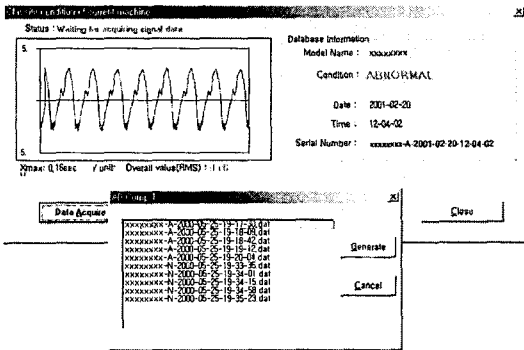 Status : Waiting for acquiring signal data
5.
5.
Xmax: 0,16sec / unit: Overall value(RMS) :
Database Information
Model Name : xxxxxxxx
Condition : ABNORMAL
Date : 2001-02-20
Time : 12-04-02
Serial Number : xxxxxxxx-A-2001-02-20-12-04-02
Data Acquire
Close
xxxxxxxx-A-2000-05-25-19-17-30.dat
xxxxxxxx-A-2000-05-25-19-18-09.dat
xxxxxxxx-A-2000-05-25-19-18-42.dat
xxxxxxxx-A-2000-05-25-19-19-12.dat
xxxxxxxx-A-2000-05-25-19-20-04.dat
xxxxxxxx-N-2000-05-25-19-33-35.dat
xxxxxxxx-N-2000-05-25-19-34-01.dat
xxxxxxxx-N-2000-05-25-19-34-15.dat
xxxxxxxx-N-2000-05-25-19-34-58.dat
xxxxxxxx-N-2000-05-25-19-35-23.dat
Generate
Cancel